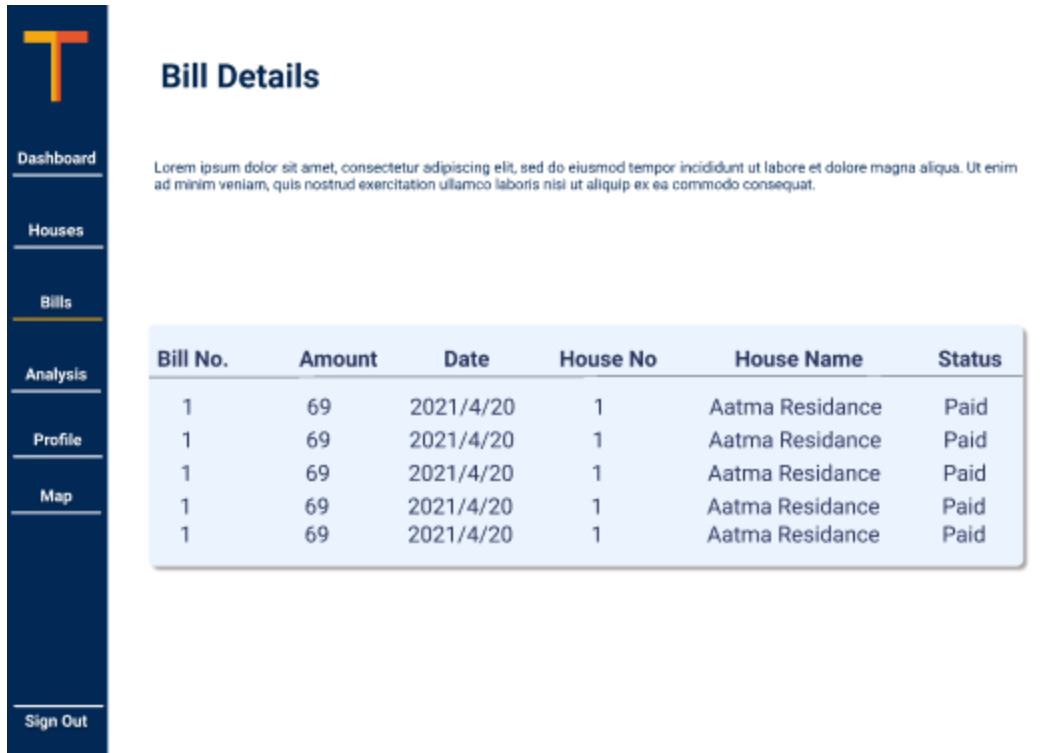 T
Dashboard
Houses
Bills
Analysis
Profile
Map
Sign Out
Bill Details
Lorem ipsum dolor sit amet, consectetur adipiscing elit, sed do eiusmod tempor incididunt ut labore et dolore magna aliqua. Ut enim
ad minim veniam, quis nostrud exercitation ullamco laboris nisi ut aliquip ex ea commodo consequat.
Bill No. Amount Date House No House Name Status
1 69 2021/4/20 1 Aatma Residance Paid
1 69 2021/4/20 1 Aatma Residance Paid
1 69 2021/4/20 1 Aatma Residance Paid
1 69 2021/4/20 1 Aatma Residance Paid
1 69 2021/4/20 1 Aatma Residance Paid